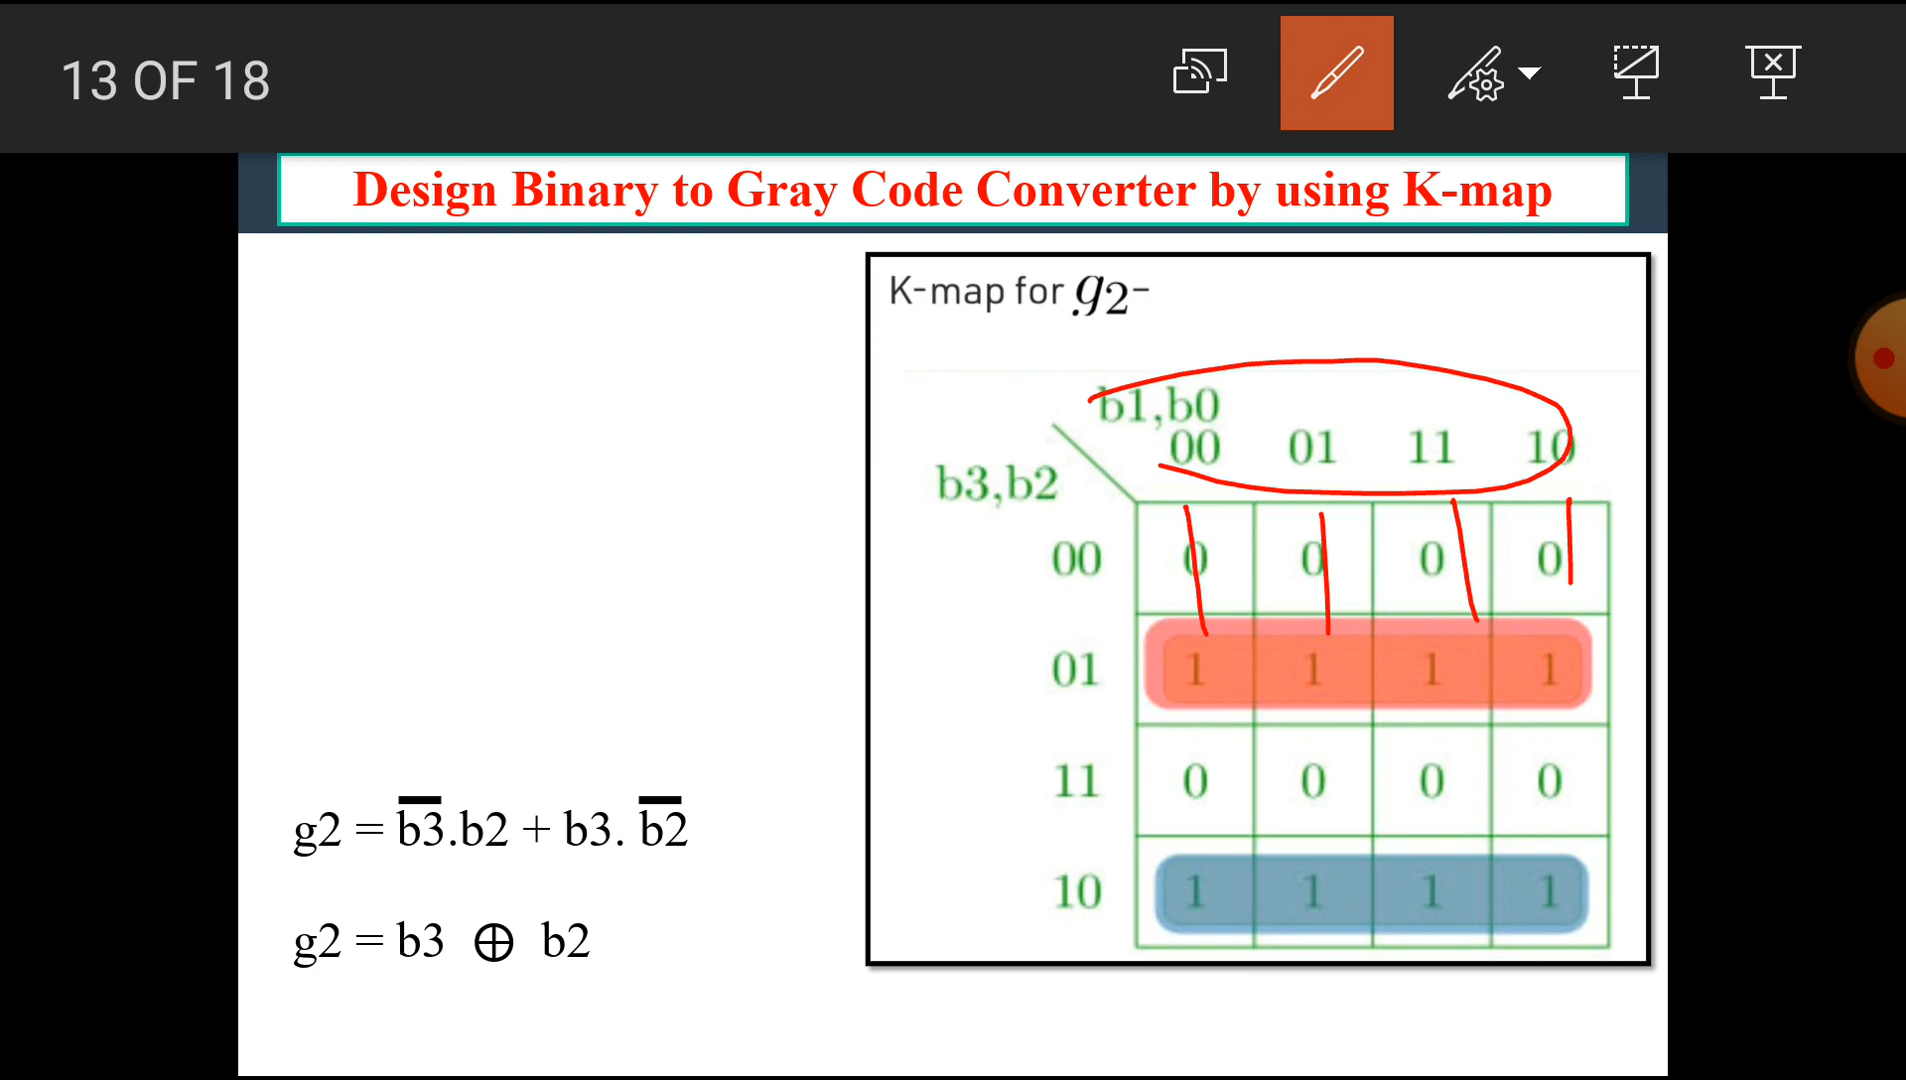 13 OF 18
Design Binary to Gray Code Converter by using K-map
K-map for g2-
b1,b0
00 01 11 10
b3,b2
00 0 0 0 0
01 1 1 1 1
11 0 0 0 0
10 1 1 1 1
g2 = b̅3̅.b2 + b3. b̅2̅
g2 = b3 ⊕ b2